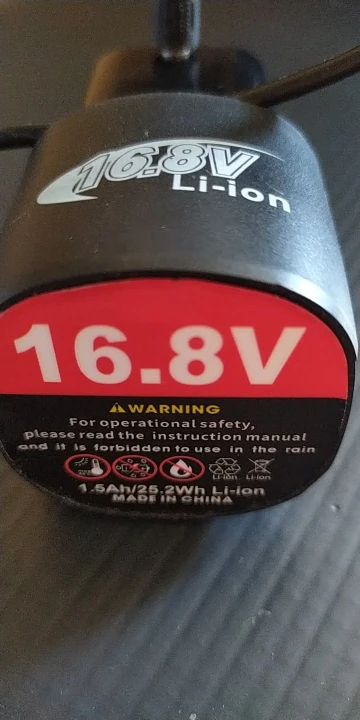 16.8V
Li-ion
16.8V
WARNING
For operational safety,
please read the instruction manual
and it is forbidden to use in the rain
Li-ion Li-ion
1.5Ah/25.2Wh Li-ion
MADE IN CHINA